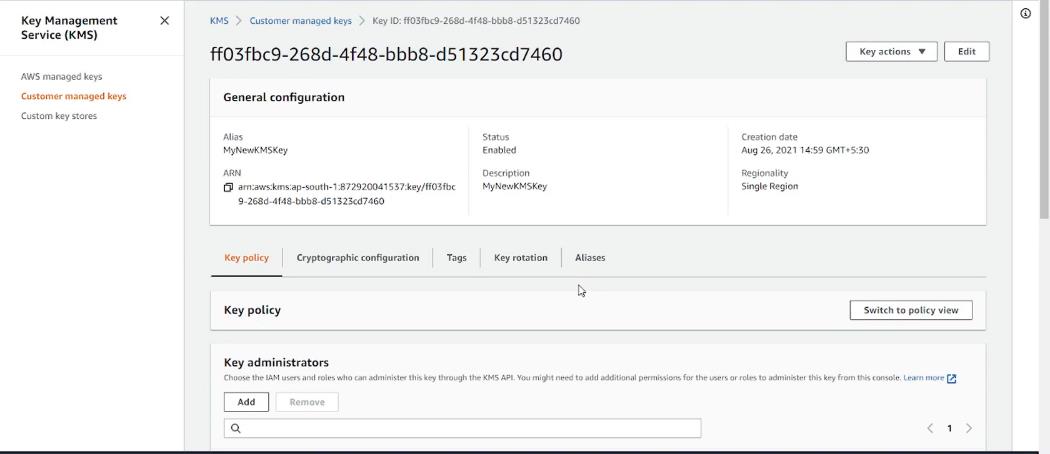 Key Management
Service (KMS)
AWS managed keys
Customer managed keys
Custom key stores
KMS > Customer managed keys > Key ID: ff03fbc9-268d-4f48-bbb8-d51323cd7460
ff03fbc9-268d-4f48-bbb8-d51323cd7460
Key actions
Edit
General configuration
Alias
MyNewKMSKey
ARN
arn:aws:kms:ap-south-1:872920041537:key/ff03fbc
9-268d-4f48-bbb8-d51323cd7460
Status
Enabled
Description
MyNewKMSKey
Creation date
Aug 26, 2021 14:59 GMT+5:30
Regionality
Single Region
Key policy
Cryptographic configuration
Tags
Key rotation
Aliases
Key policy
Switch to policy view
Key administrators
Choose the IAM users and roles who can administer this key through the KMS API. You might need to add additional permissions for the users or roles to administer this key from this console. Learn more
Add
Remove
1